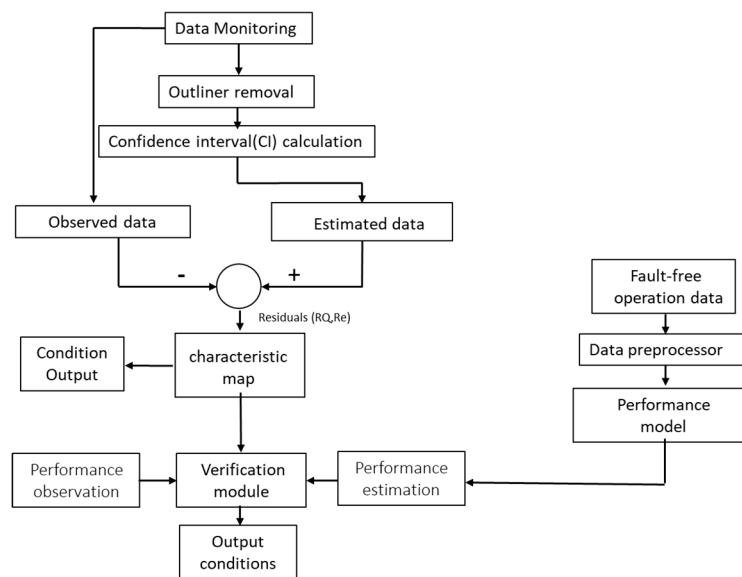 Data Monitoring
Outliner removal
Confidence interval(CI) calculation
Observed data
Estimated data
-
+
Residuals (RQ,Re)
Fault-free
operation data
Data preprocessor
Performance
model
Condition
Output
characteristic
map
Performance
observation
Verification
module
Performance
estimation
Output
conditions